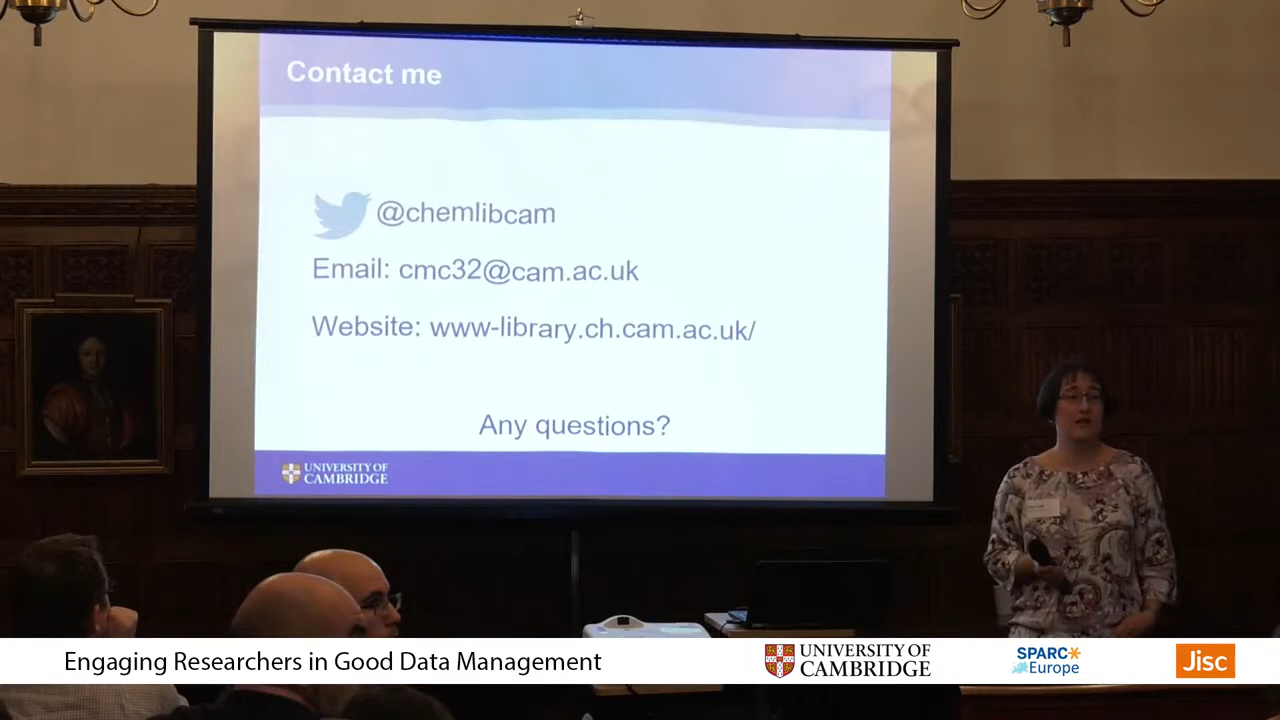 Contact me
@chemlibcam
Email: cmc32@cam.ac.uk
Website: www-library.ch.cam.ac.uk/
Any questions?
UNIVERSITY OF
CAMBRIDGE
Engaging Researchers in Good Data Management
UNIVERSITY OF
CAMBRIDGE
SPARC
Europe
Jisc